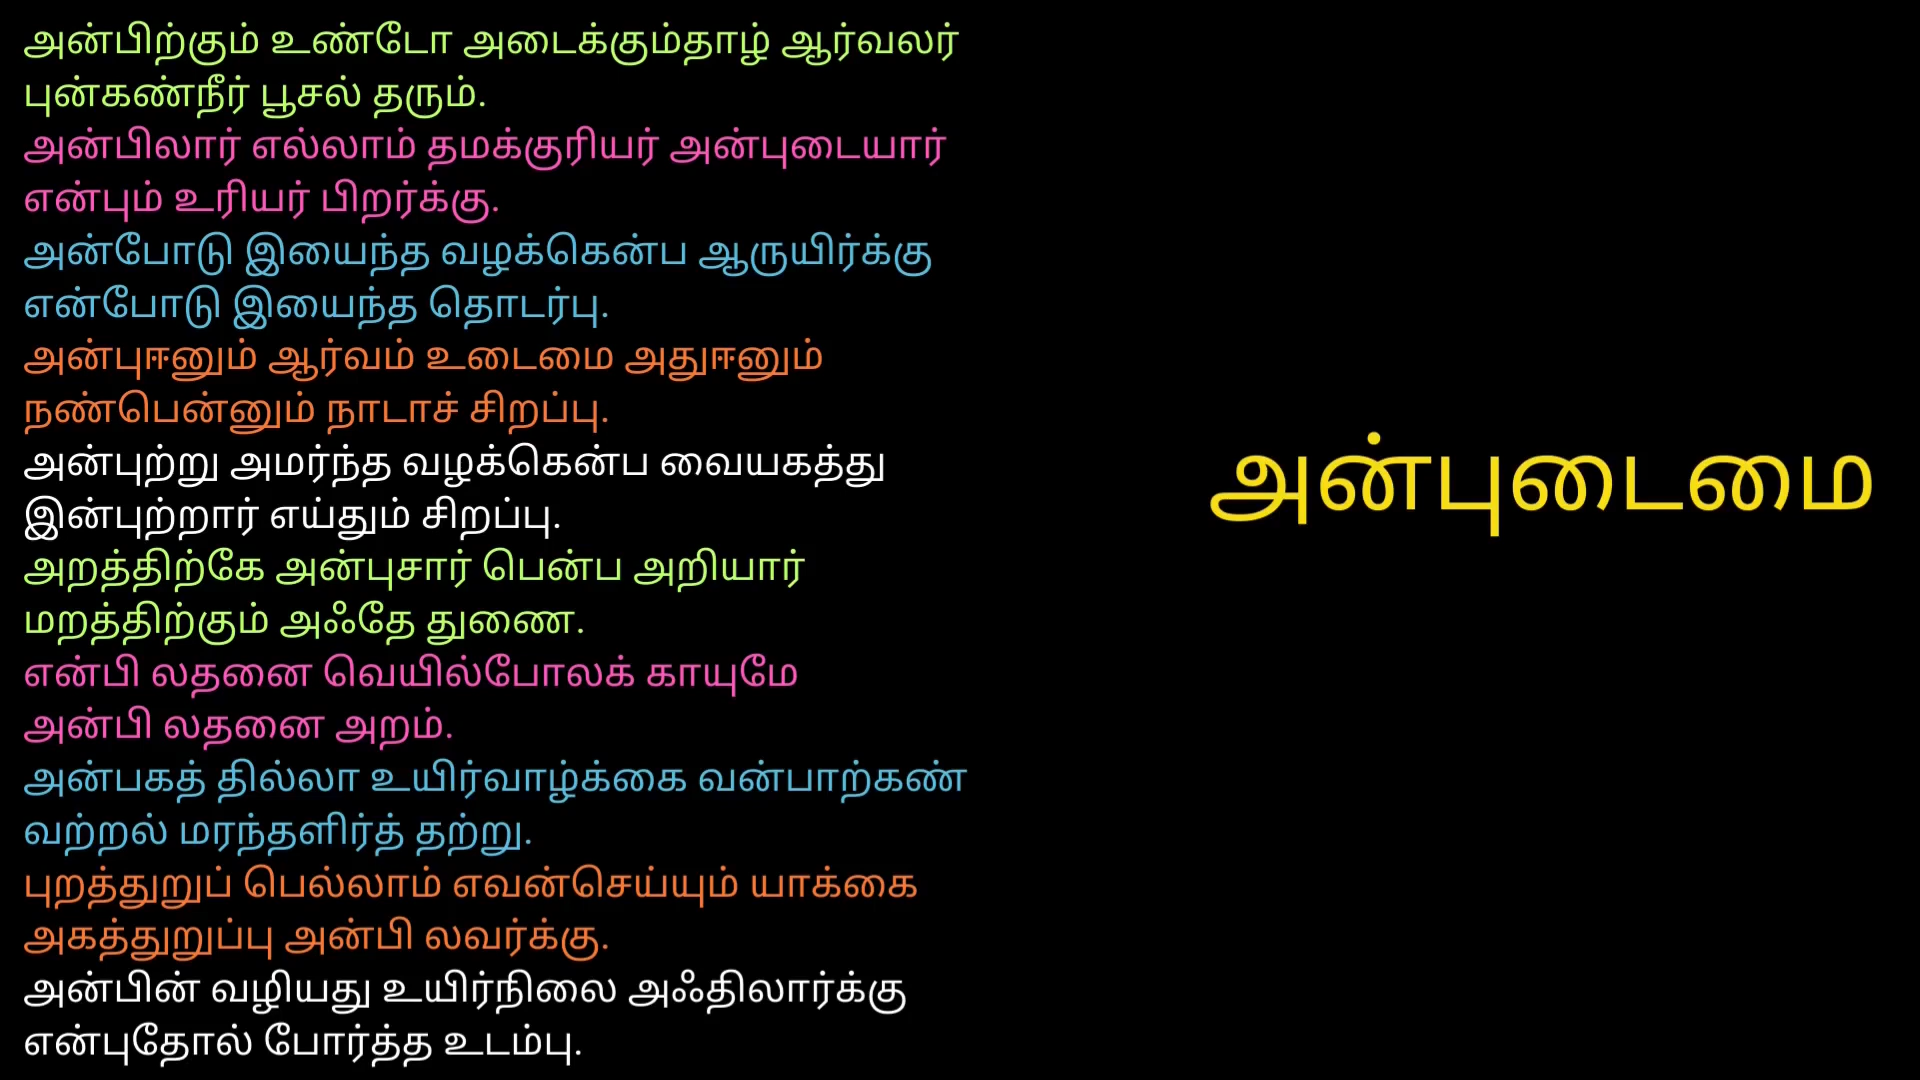 அன்பிற்கும் உண்டோ அடைக்கும்தாழ் ஆர்வலர்
புன்கண்நீர் பூசல் தரும்.
அன்பிலார் எல்லாம் தமக்குரியர் அன்புடையார்
என்பும் உரியர் பிறர்க்கு.
அன்போடு இயைந்த வழக்கென்ப ஆருயிர்க்கு
என்போடு இயைந்த தொடர்பு.
அன்புஈனும் ஆர்வம் உடைமை அதுஈனும்
நண்பென்னும் நாடாச் சிறப்பு.
அன்புற்று அமர்ந்த வழக்கென்ப வையகத்து
இன்புற்றார் எய்தும் சிறப்பு.
அறத்திற்கே அன்புசார் பென்ப அறியார்
மறத்திற்கும் அஃதே துணை.
என்பி லதனை வெயில்போலக் காயுமே
அன்பி லதனை அறம்.
அன்பகத் தில்லா உயிர்வாழ்க்கை வன்பாற்கண்
வற்றல் மரந்தளிர்த் தற்று.
புறத்துறுப் பெல்லாம் எவன்செய்யும் யாக்கை
அகத்துறுப்பு அன்பி லவர்க்கு.
அன்பின் வழியது உயிர்நிலை அஃதிலார்க்கு
என்புதோல் போர்த்த உடம்பு.
அன்புடைமை